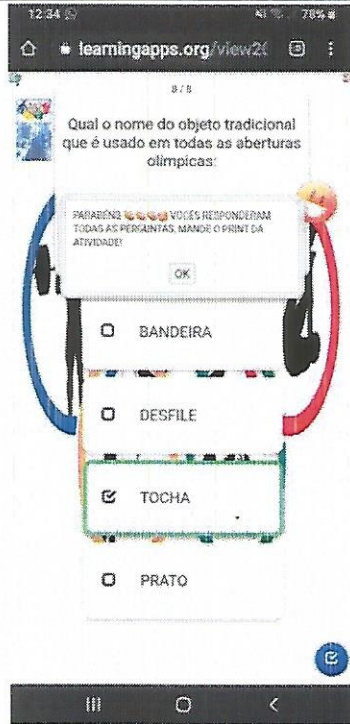 12:34
78%
learningapps.org/view2
8/8
Qual o nome do objeto tradicional
que é usado em todas as aberturas
olímpicas:
PARABÉNS VOCÊS RESPONDERAM
TODAS AS PERGUNTAS, MANDE O PRINT DA
ATIVIDADE!
OK
BANDEIRA
DESFILE
TOCHA
PRATO